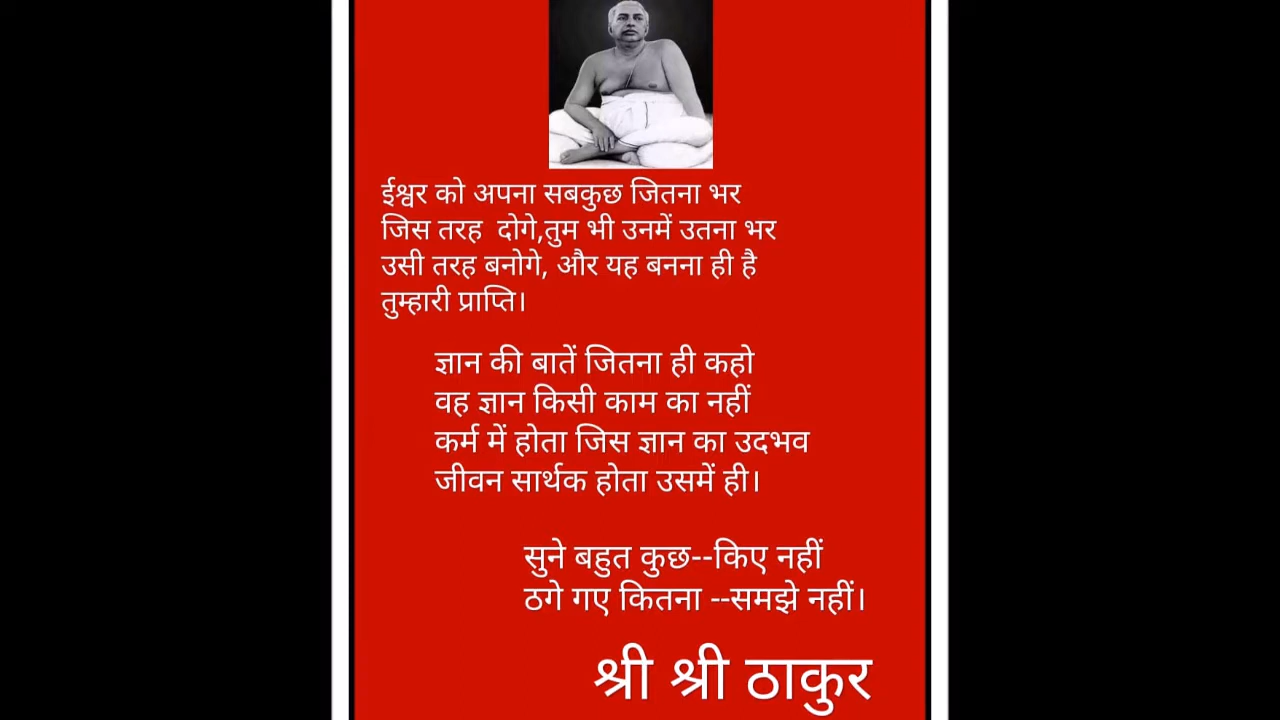 ईश्वर को अपना सबकुछ जितना भर
जिस तरह  दोगे,तुम भी उनमें उतना भर
उसी तरह बनोगे, और यह बनना ही है
तुम्हारी प्राप्ति।
ज्ञान की बातें जितना ही कहो
वह ज्ञान किसी काम का नहीं
कर्म में होता जिस ज्ञान का उदभव
जीवन सार्थक होता उसमें ही।
सुने बहुत कुछ--किए नहीं
ठगे गए कितना --समझे नहीं।
श्री श्री ठाकुर